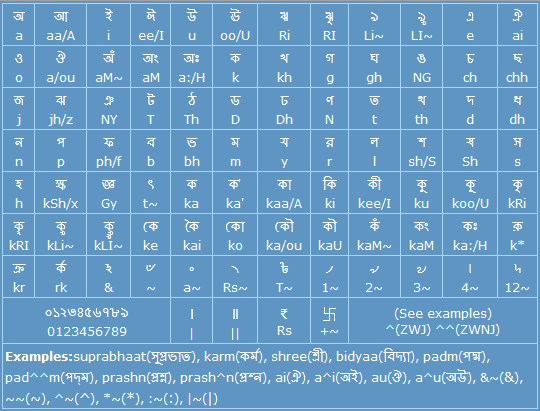 অ আ ই ঈ উ ঊ ঋ ৠ ঌ ৡ এ ঐ
a aa/A i ee/I u oo/U Ri RI Li~ LI~ e ai
ও ঔ অঁ অং অঃ ক খ গ ঘ ঙ চ ছ
o a/ou aM~ aM a:/H k kh g gh NG ch chh
জ ঝ ঞ ট ঠ ড ঢ ণ ত থ দ ধ
j jh/z NY T Th D Dh N t th d dh
ন প ফ ব ভ ম য র ল শ ষ স
n p ph/f b bh m y r l sh/S Sh s
হ ক্ষ জ্ঞ ৎ ক ক' কা কি কী কু কূ কৃ
h kSh/x Gy t~ ka ka' kaa/A ki kee/I ku koo/U kRi
কৄ কৢ কৣ কে কৈ কো কৌ কৗ কঁ কং কঃ ক়
kRI kLi~ kLI~ ke kai ko ka/ou kaU kaM~ kaM ka:/H k*
ক্র র্ক ঽ ৺ ॰ ৲ ৳ ৴ ৵ ৶ ৷ ৸
kr rk & ~ a~ Rs~ T~ 1~ 2~ 3~ 4~ 12~
০১২৩৪৫৬৭৮৯ । ॥ ₹ 卐 (See examples)
0123456789 | || Rs +~ ^(ZWJ) ^^(ZWNJ)
Examples:suprabhaat(সুপ্রভাত), karm(কর্ম), shree(শ্রী), bidyaa(বিদ্যা), padm(পদ্ম),
pad^^m(পদ্‌ম), prashn(প্রশ্ন), prash^n(প্রশ্‍ন), ai(ঐ), a^i(অই), au(ঔ), a^u(অউ), &~(&),
~~(~), ^~(^), *~(*), :~(:), |~(|)